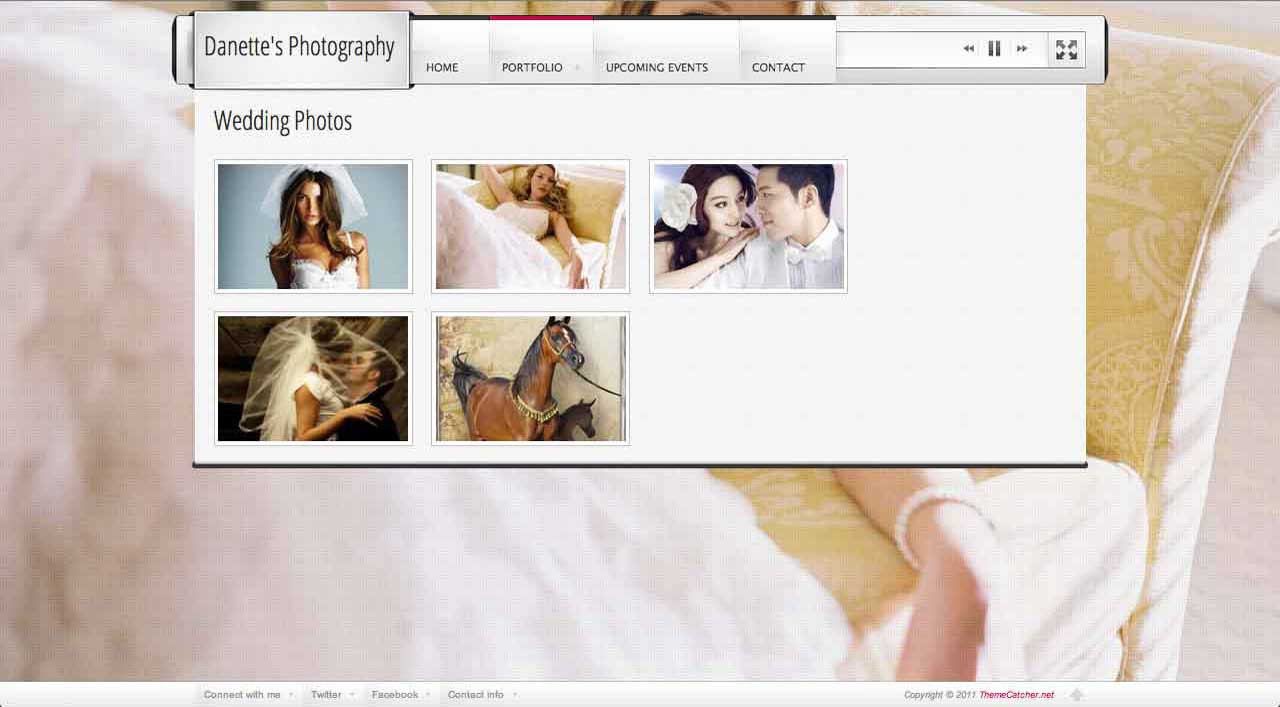 Danette's Photography
HOME
PORTFOLIO +
UPCOMING EVENTS
CONTACT
Wedding Photos
Connect with me
Twitter
Facebook
Contact info
Copyright © 2011 ThemeCatcher.net